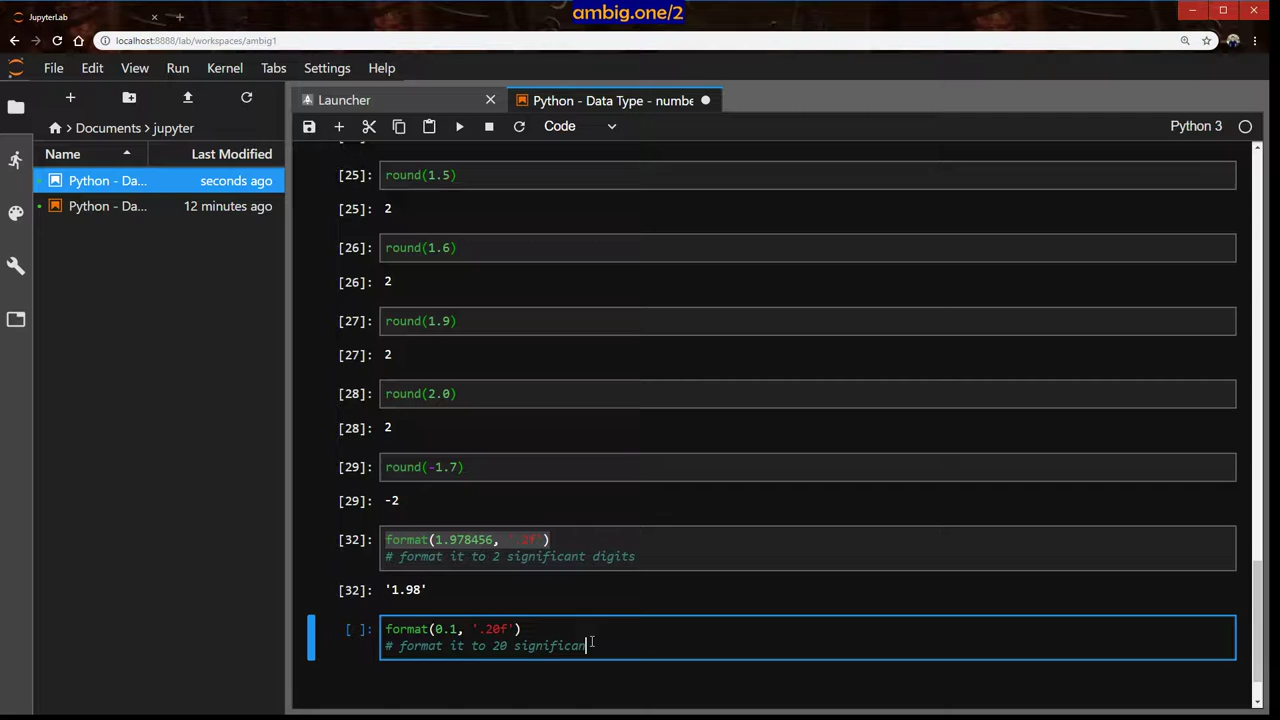 ambig.one/2
JupyterLab
localhost:8888/lab/workspaces/ambig1
File Edit View Run Kernel Tabs Settings Help
Launcher
Python - Data Type - numbe
Documents > jupyter
Code
Python 3
Name Last Modified
Python - Da... seconds ago
Python - Da... 12 minutes ago
[25]: round(1.5)
[25]: 2
[26]: round(1.6)
[26]: 2
[27]: round(1.9)
[27]: 2
[28]: round(2.0)
[28]: 2
[29]: round(-1.7)
[29]: -2
[32]: format(1.978456, '.2f')
# format it to 2 significant digits
[32]: '1.98'
[ ]: format(0.1, '.20f')
# format it to 20 significan